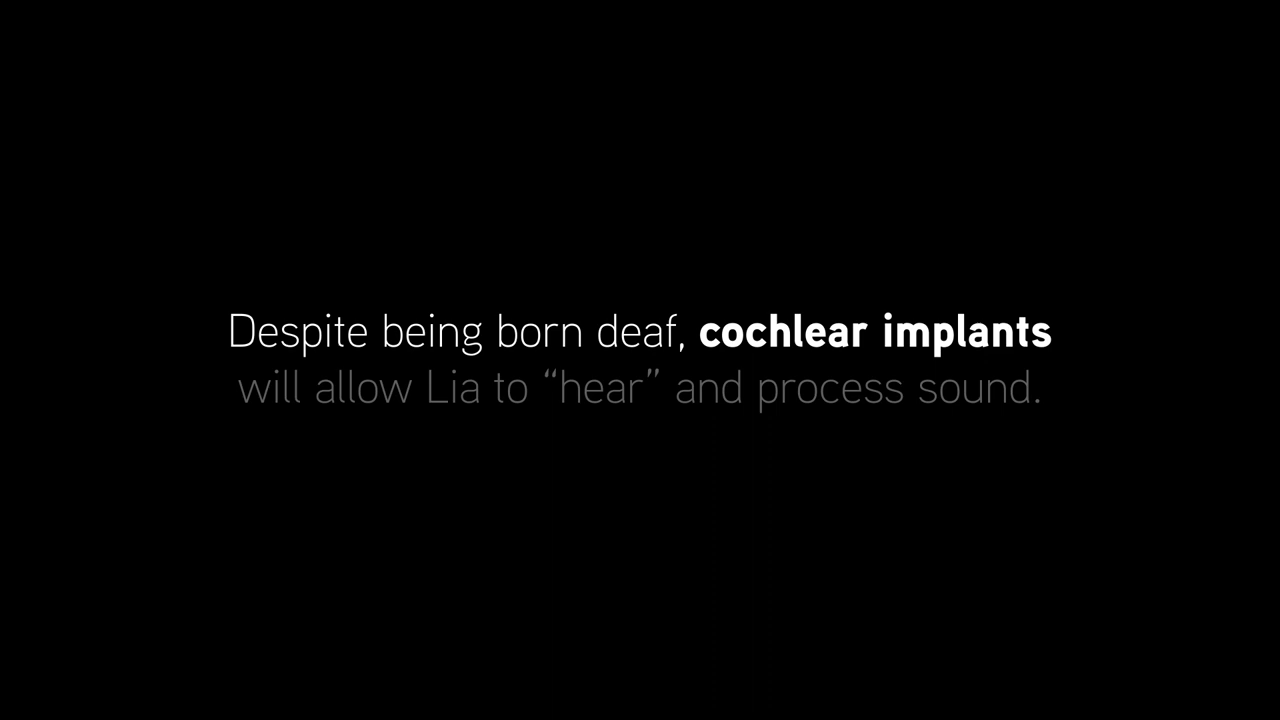 Despite being born deaf, cochlear implants
will allow Lia to “hear” and process sound.